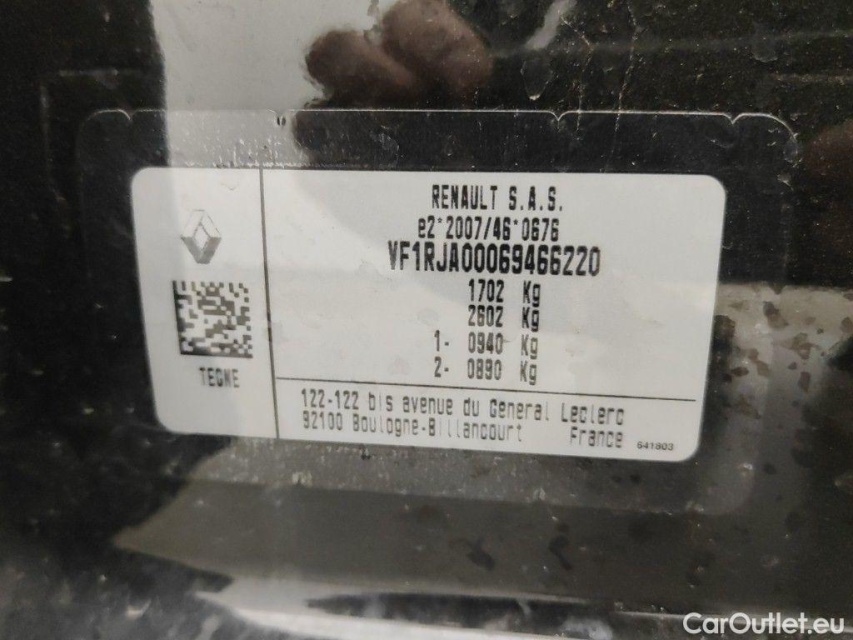 RENAULT S.A.S.
e2*2007/46*0676
VF1RJA00069466220
1702 Kg
2602 Kg
1- 0940 Kg
2- 0890 Kg
TEGNE
122-122 bis avenue du General Leclerc
92100 Boulogne-Billancourt France
641803
CarOutlet.eu